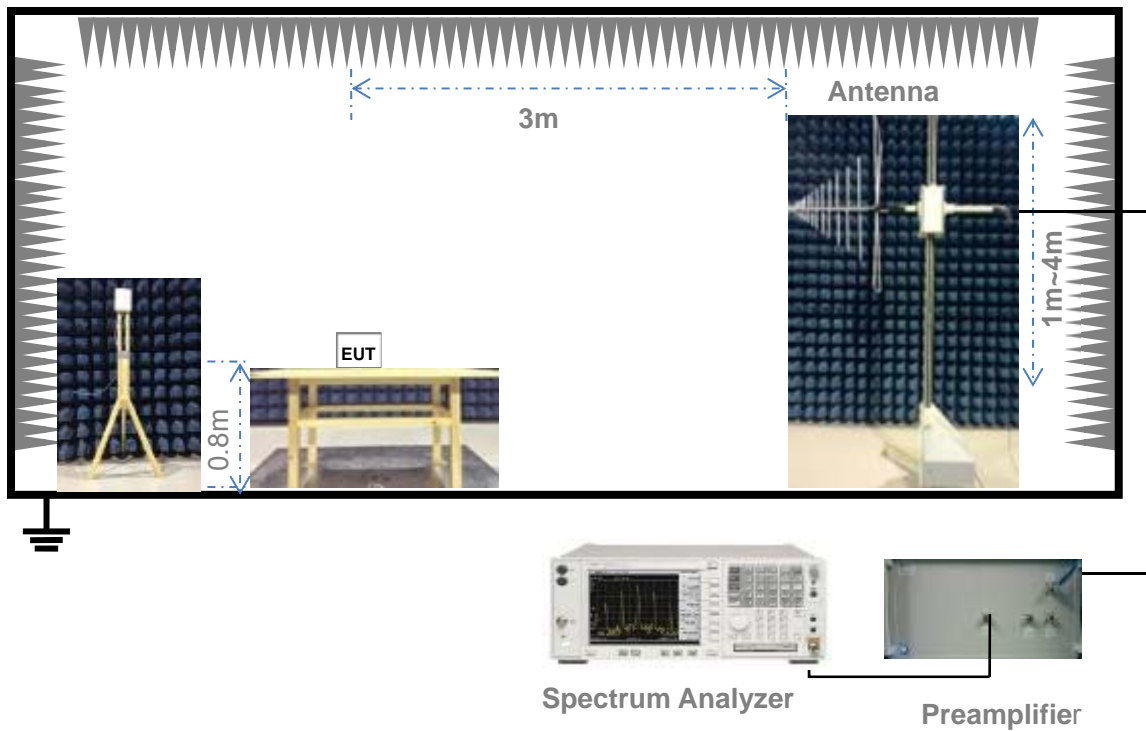 Antenna
3m
1m~4m
EUT
0.8m
Spectrum Analyzer
Preamplifier